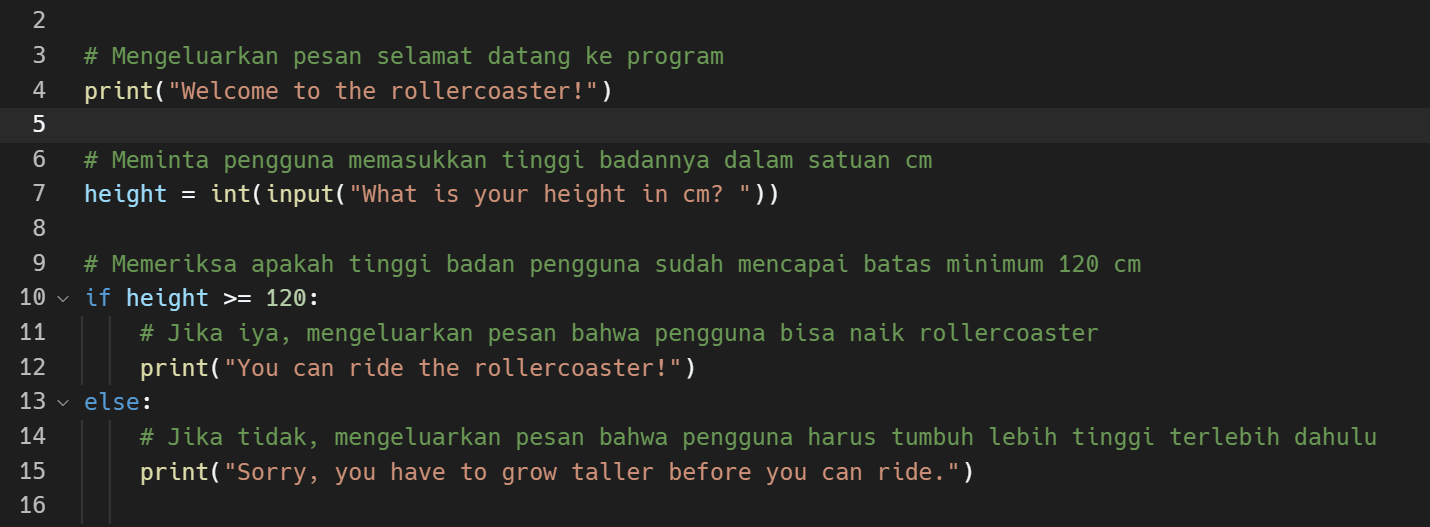 2
3 # Mengeluarkan pesan selamat datang ke program
4 print("Welcome to the rollercoaster!")
5
6 # Meminta pengguna memasukkan tinggi badannya dalam satuan cm
7 height = int(input("What is your height in cm? "))
8
9 # Memeriksa apakah tinggi badan pengguna sudah mencapai batas minimum 120 cm
10 if height >= 120:
11     # Jika iya, mengeluarkan pesan bahwa pengguna bisa naik rollercoaster
12     print("You can ride the rollercoaster!")
13 else:
14     # Jika tidak, mengeluarkan pesan bahwa pengguna harus tumbuh lebih tinggi terlebih dahulu
15     print("Sorry, you have to grow taller before you can ride.")
16